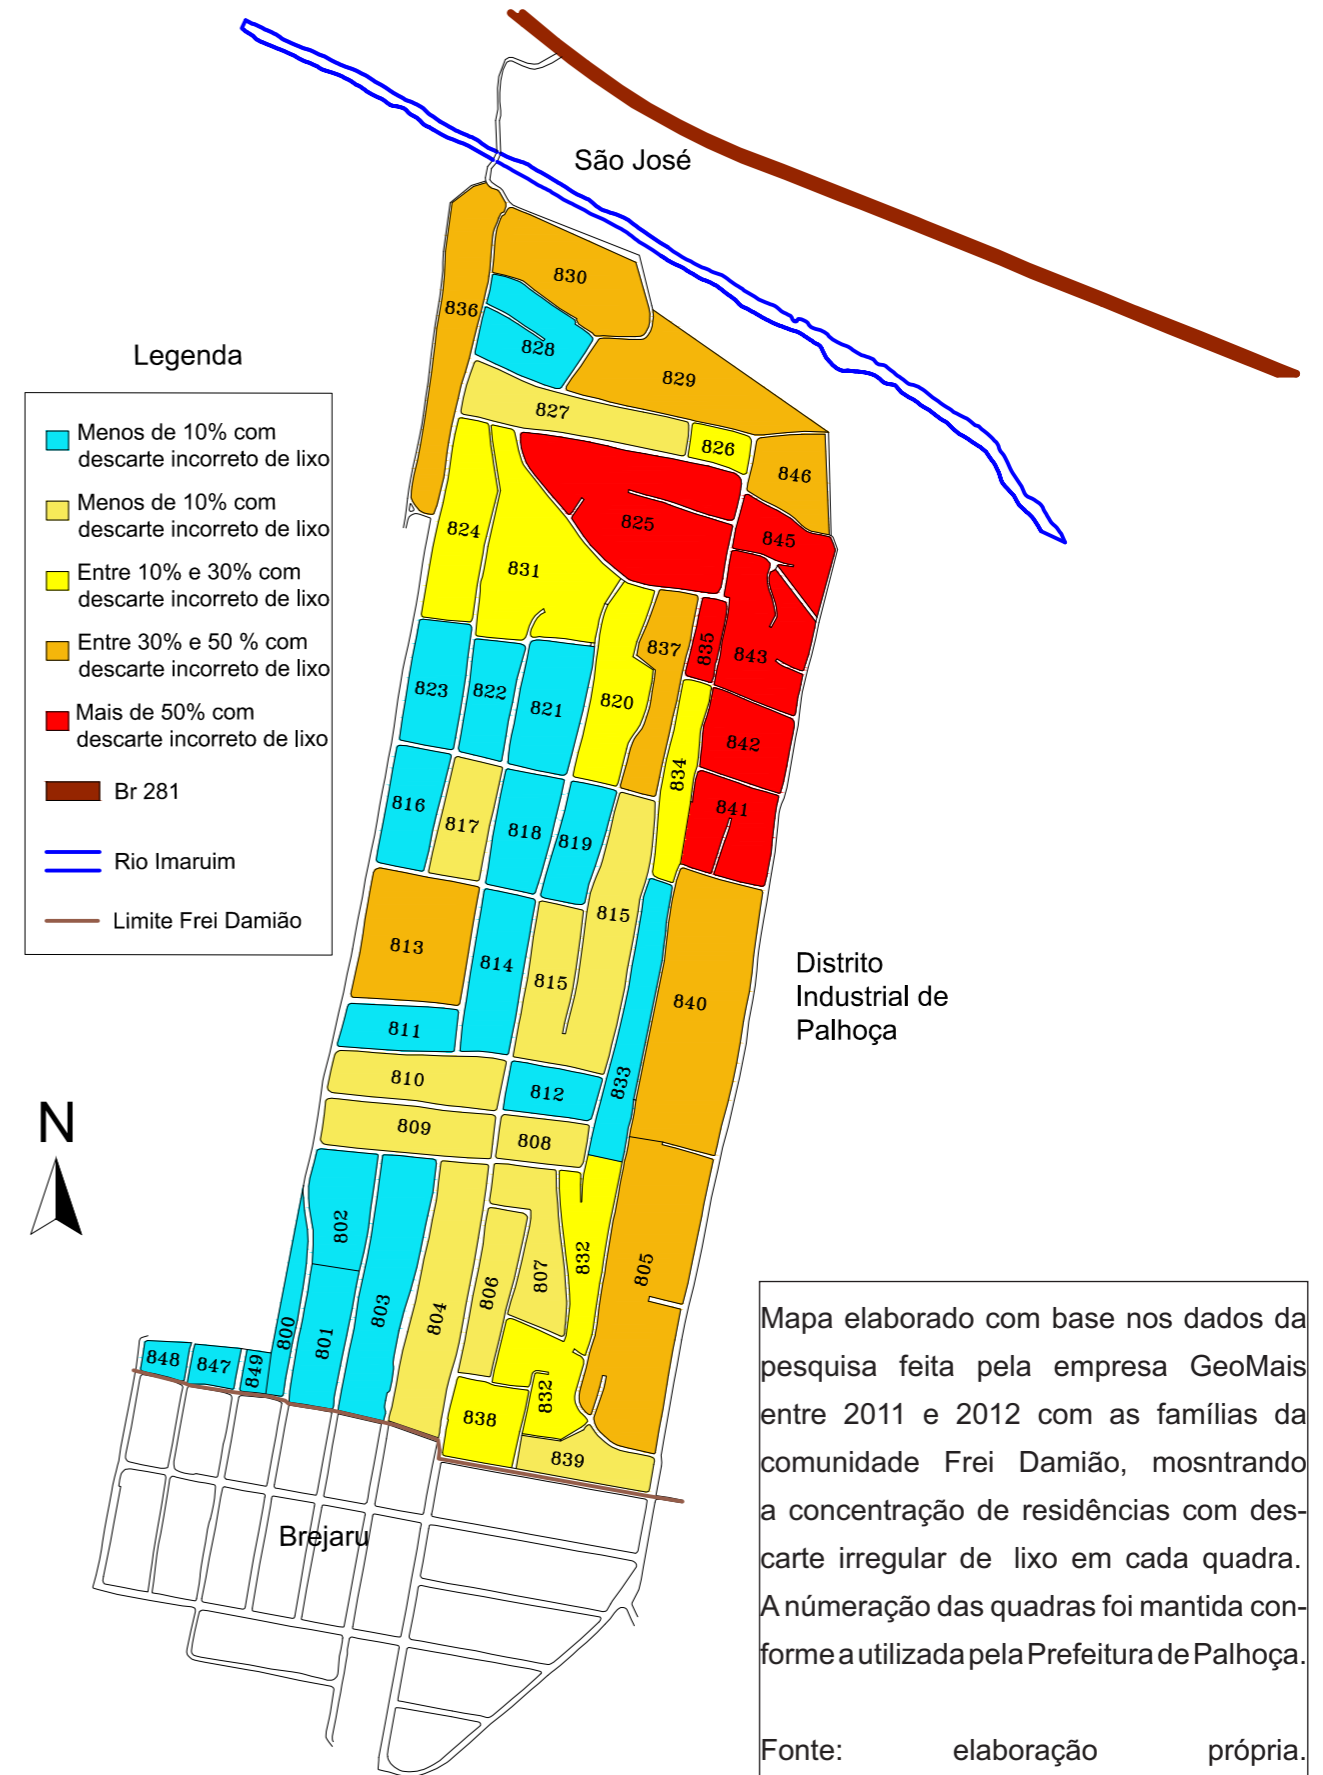 São José
830
836
828
829
827
826
846
Legenda
Menos de 10% com
descarte incorreto de lixo
Menos de 10% com
descarte incorreto de lixo
Entre 10% e 30% com
descarte incorreto de lixo
Entre 30% e 50 % com
descarte incorreto de lixo
Mais de 50% com
descarte incorreto de lixo
Br 281
Rio Imaruim
Limite Frei Damião
824
825
845
831
837
835
843
823
822
821
820
842
834
816
817
818
819
841
815
813
814
815
840
811
810
812
833
809
808
802
832
807
805
806
803
804
801
800
848
847
849
838
832
839
Distrito
Industrial de
Palhoça
N
Brejaru
Mapa elaborado com base nos dados da
pesquisa feita pela empresa GeoMais
entre 2011 e 2012 com as famílias da
comunidade Frei Damião, mosntrando
a concentração de residências com des-
carte irregular de lixo em cada quadra.
A númeração das quadras foi mantida con-
forme a utilizada pela Prefeitura de Palhoça.
Fonte: elaboração própria.